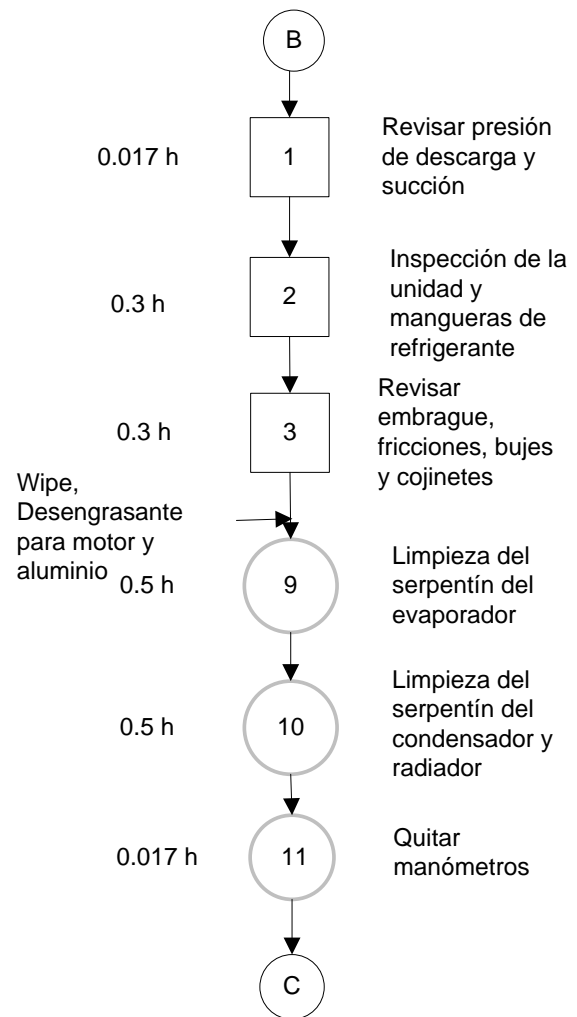 B
0.017 h
1
Revisar presión
de descarga y
succión
0.3 h
2
Inspección de la
unidad y
mangueras de
refrigerante
0.3 h
3
Revisar
embrague,
fricciones, bujes
y cojinetes
Wipe,
Desengrasante
para motor y
aluminio
0.5 h
9
Limpieza del
serpentín del
evaporador
0.5 h
10
Limpieza del
serpentín del
condensador y
radiador
0.017 h
11
Quitar
manómetros
C